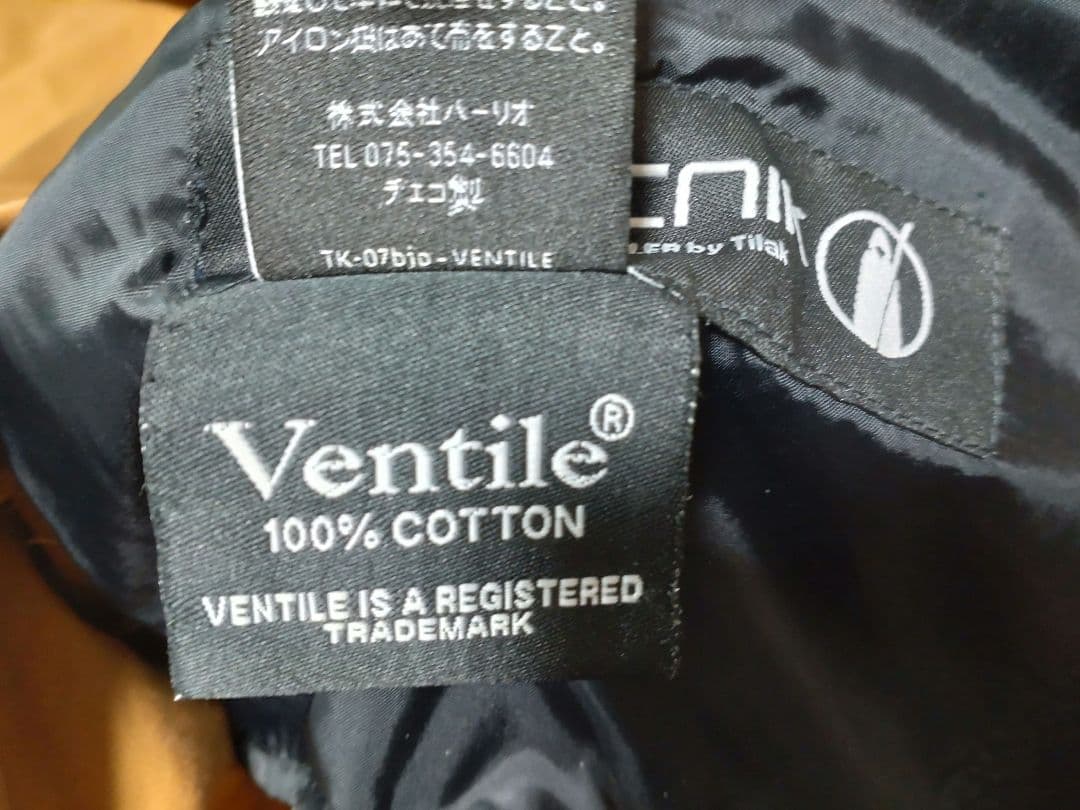 アイロン掛はあて布をすること。
株式会社ハーリオ
TEL 075-354-6604
チェコ製
TK-07bjo-VENTILE
by Tilak
Ventile®
100% COTTON
VENTILE IS A REGISTERED
TRADEMARK